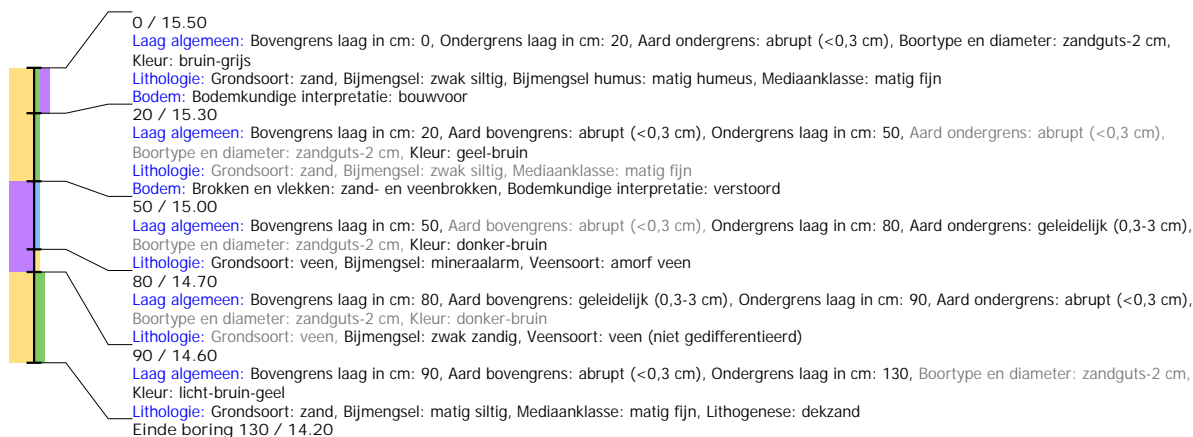 0 / 15.50
Laag algemeen: Bovengrens laag in cm: 0, Ondergrens laag in cm: 20, Aard ondergrens: abrupt (<0,3 cm), Boortype en diameter: zandguts-2 cm,
Kleur: bruin-grijs
Lithologie: Grondsoort: zand, Bijmengsel: zwak siltig, Bijmengsel humus: matig humeus, Mediaanklasse: matig fijn
Bodem: Bodemkundige interpretatie: bouwvoor
20 / 15.30
Laag algemeen: Bovengrens laag in cm: 20, Aard bovengrens: abrupt (<0,3 cm), Ondergrens laag in cm: 50, Aard ondergrens: abrupt (<0,3 cm),
Boortype en diameter: zandguts-2 cm, Kleur: geel-bruin
Lithologie: Grondsoort: zand, Bijmengsel: zwak siltig, Mediaanklasse: matig fijn
Bodem: Brokken en vlekken: zand- en veenbrokken, Bodemkundige interpretatie: verstoord
50 / 15.00
Laag algemeen: Bovengrens laag in cm: 50, Aard bovengrens: abrupt (<0,3 cm), Ondergrens laag in cm: 80, Aard ondergrens: geleidelijk (0,3-3 cm),
Boortype en diameter: zandguts-2 cm, Kleur: donker-bruin
Lithologie: Grondsoort: veen, Bijmengsel: mineraalarm, Veensoort: amorf veen
80 / 14.70
Laag algemeen: Bovengrens laag in cm: 80, Aard bovengrens: geleidelijk (0,3-3 cm), Ondergrens laag in cm: 90, Aard ondergrens: abrupt (<0,3 cm),
Boortype en diameter: zandguts-2 cm, Kleur: donker-bruin
Lithologie: Grondsoort: veen, Bijmengsel: zwak zandig, Veensoort: veen (niet gedifferentieerd)
90 / 14.60
Laag algemeen: Bovengrens laag in cm: 90, Aard bovengrens: abrupt (<0,3 cm), Ondergrens laag in cm: 130, Boortype en diameter: zandguts-2 cm,
Kleur: licht-bruin-geel
Lithologie: Grondsoort: zand, Bijmengsel: matig siltig, Mediaanklasse: matig fijn, Lithogenese: dekzand
Einde boring 130 / 14.20